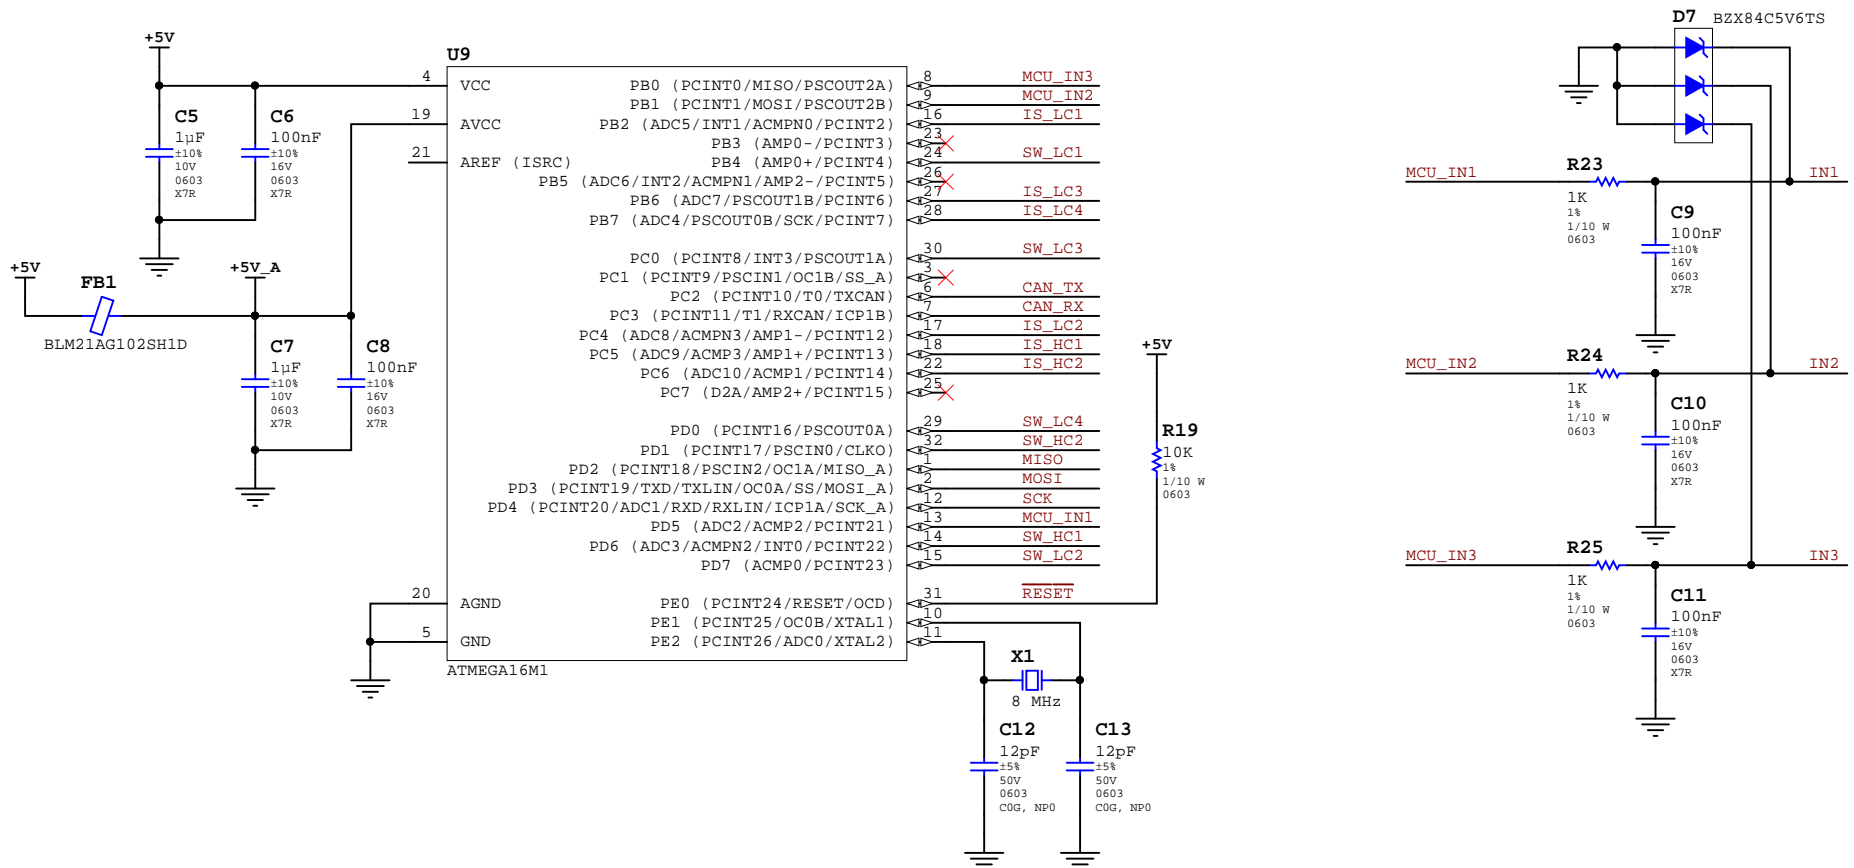 +5V
C5
1µF
±10%
10V
0603
X7R
C6
100nF
±10%
16V
0603
X7R
+5V
FB1
BLM21AG102SH1D
+5V_A
C7
1µF
±10%
10V
0603
X7R
C8
100nF
±10%
16V
0603
X7R
U9
4 VCC
19 AVCC
21 AREF (ISRC)
20 AGND
5 GND
PB0 (PCINT0/MISO/PSCOUT2A) 8 MCU_IN3
PB1 (PCINT1/MOSI/PSCOUT2B) 9 MCU_IN2
PB2 (ADC5/INT1/ACMPN0/PCINT2) 16 IS_LC1
PB3 (AMP0-/PCINT3) 23
PB4 (AMP0+/PCINT4) 24 SW_LC1
PB5 (ADC6/INT2/ACMPN1/AMP2-/PCINT5) 26
PB6 (ADC7/PSCOUT1B/PCINT6) 27 IS_LC3
PB7 (ADC4/PSCOUT0B/SCK/PCINT7) 28 IS_LC4
PC0 (PCINT8/INT3/PSCOUT1A) 30 SW_LC3
PC1 (PCINT9/PSCIN1/OC1B/SS_A) 3
PC2 (PCINT10/T0/TXCAN) 6 CAN_TX
PC3 (PCINT11/T1/RXCAN/ICP1B) 7 CAN_RX
PC4 (ADC8/ACMPN3/AMP1-/PCINT12) 17 IS_LC2
PC5 (ADC9/ACMP3/AMP1+/PCINT13) 18 IS_HC1
PC6 (ADC10/ACMP1/PCINT14) 22 IS_HC2
PC7 (D2A/AMP2+/PCINT15) 25
PD0 (PCINT16/PSCOUT0A) 29 SW_LC4
PD1 (PCINT17/PSCIN0/CLKO) 32 SW_HC2
PD2 (PCINT18/PSCIN2/OC1A/MISO_A) 1 MISO
PD3 (PCINT19/TXD/TXLIN/OC0A/SS/MOSI_A) 2 MOSI
PD4 (PCINT20/ADC1/RXD/RXLIN/ICP1A/SCK_A) 12 SCK
PD5 (ADC2/ACMP2/PCINT21) 13 MCU_IN1
PD6 (ADC3/ACMPN2/INT0/PCINT22) 14 SW_HC1
PD7 (ACMP0/PCINT23) 15 SW_LC2
PE0 (PCINT24/RESET/OCD) 31 RESET
PE1 (PCINT25/OC0B/XTAL1) 10
PE2 (PCINT26/ADC0/XTAL2) 11
ATMEGA16M1
+5V
R19
10K
1%
1/10 W
0603
X1
8 MHz
C12
12pF
±5%
50V
0603
C0G, NP0
C13
12pF
±5%
50V
0603
C0G, NP0
D7 BZX84C5V6TS
MCU_IN1
R23
1K
1%
1/10 W
0603
IN1
C9
100nF
±10%
16V
0603
X7R
MCU_IN2
R24
1K
1%
1/10 W
0603
IN2
C10
100nF
±10%
16V
0603
X7R
MCU_IN3
R25
1K
1%
1/10 W
0603
IN3
C11
100nF
±10%
16V
0603
X7R